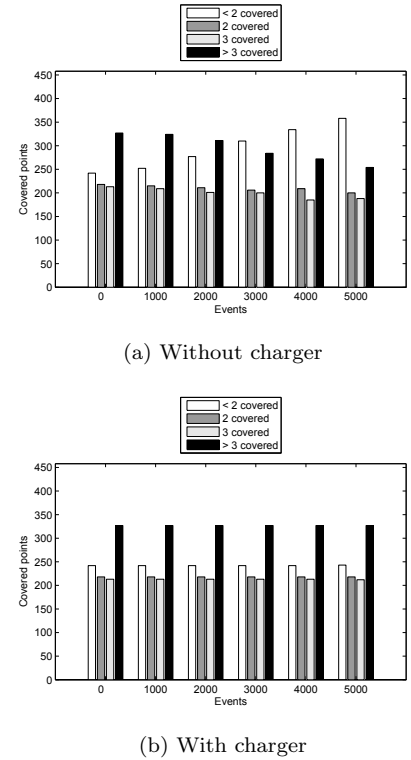 < 2 covered
2 covered
3 covered
> 3 covered
450
400
350
300
250
200
150
100
50
0
Covered points
0 1000 2000 3000 4000 5000
Events
(a) Without charger
< 2 covered
2 covered
3 covered
> 3 covered
450
400
350
300
250
200
150
100
50
0
Covered points
0 1000 2000 3000 4000 5000
Events
(b) With charger